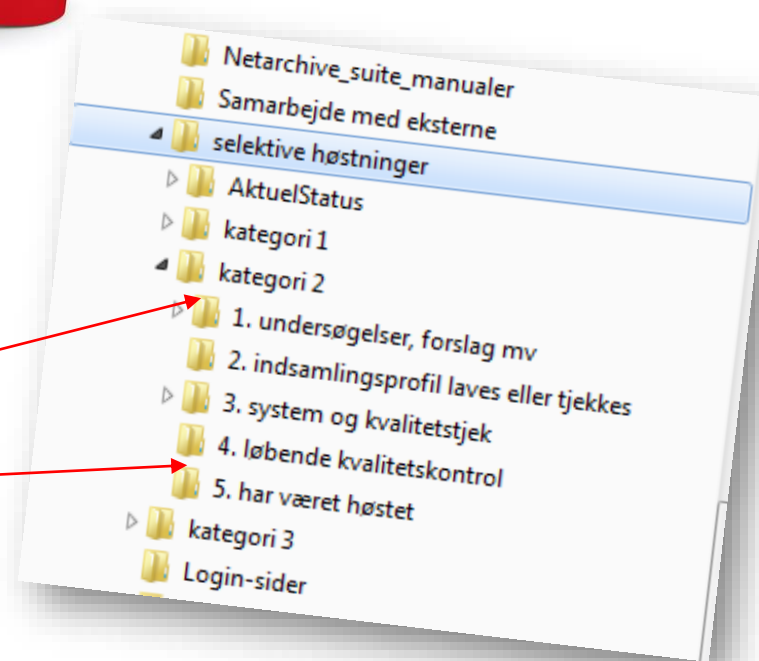 Netarchive_suite_manualer
Samarbejde med eksterne
selektive høstninger
AktuelStatus
kategori 1
kategori 2
1. undersøgelser, forslag mv
2. indsamlingsprofil laves eller tjekkes
3. system og kvalitetstjek
4. løbende kvalitetskontrol
5. har været høstet
kategori 3
Login-sider